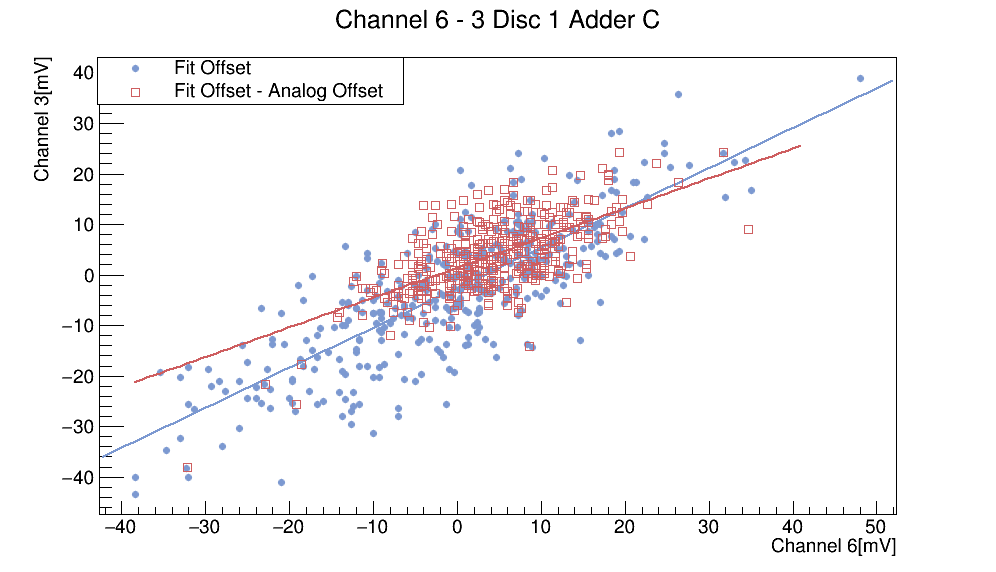 Channel 6 - 3 Disc 1 Adder C
Channel 3[mV]
Fit Offset
Fit Offset - Analog Offset
40
30
20
10
0
−10
−20
−30
−40
−40 −30 −20 −10 0 10 20 30 40 50
Channel 6[mV]